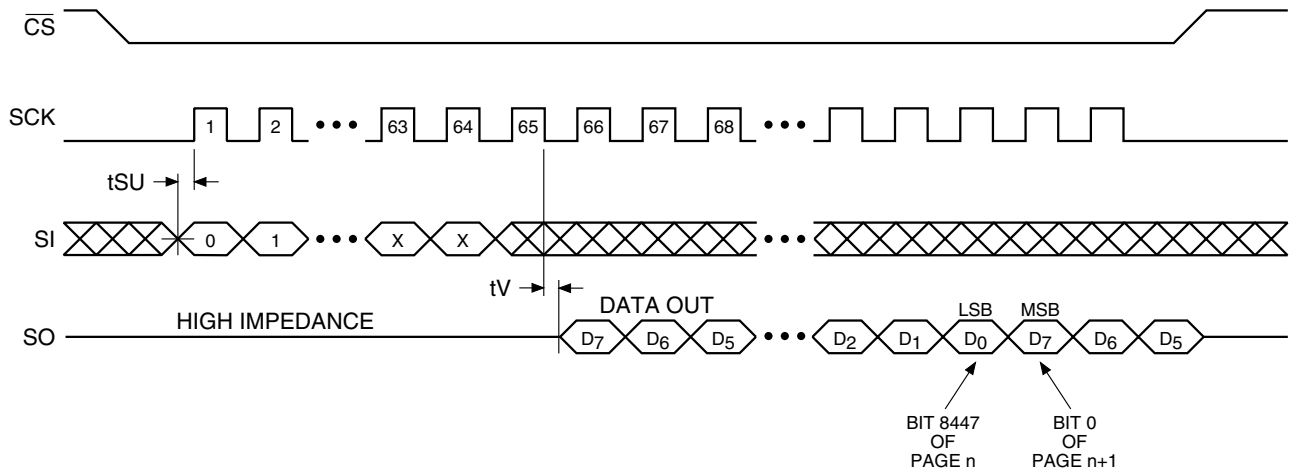 CS
SCK 1 2 ••• 63 64 65 66 67 68 •••
tSU
SI 0 1 ••• X X •••
tV
DATA OUT
HIGH IMPEDANCE
LSB MSB
SO D7 D6 D5 ••• D2 D1 D0 D7 D6 D5
BIT 8447
OF
PAGE n
BIT 0
OF
PAGE n+1